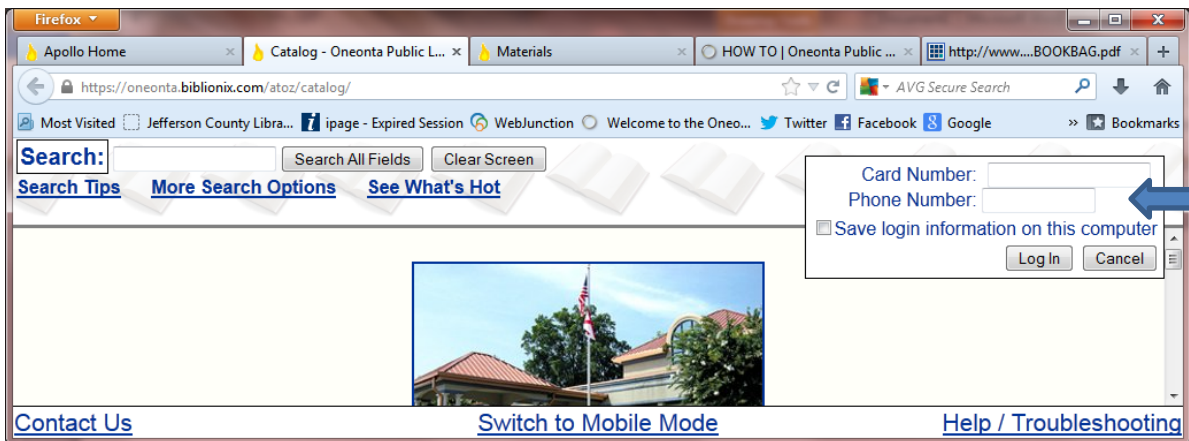 Firefox
Apollo Home
Catalog - Oneonta Public L...
Materials
HOW TO | Oneonta Public ...
http://www....BOOKBAG.pdf
https://oneonta.biblionix.com/atoz/catalog/
AVG Secure Search
Most Visited Jefferson County Libra... ipage - Expired Session WebJunction Welcome to the Oneo... Twitter Facebook Google » Bookmarks
Search: Search All Fields Clear Screen
Search Tips More Search Options See What's Hot
Card Number:
Phone Number:
Save login information on this computer
Log In Cancel
Contact Us Switch to Mobile Mode Help / Troubleshooting